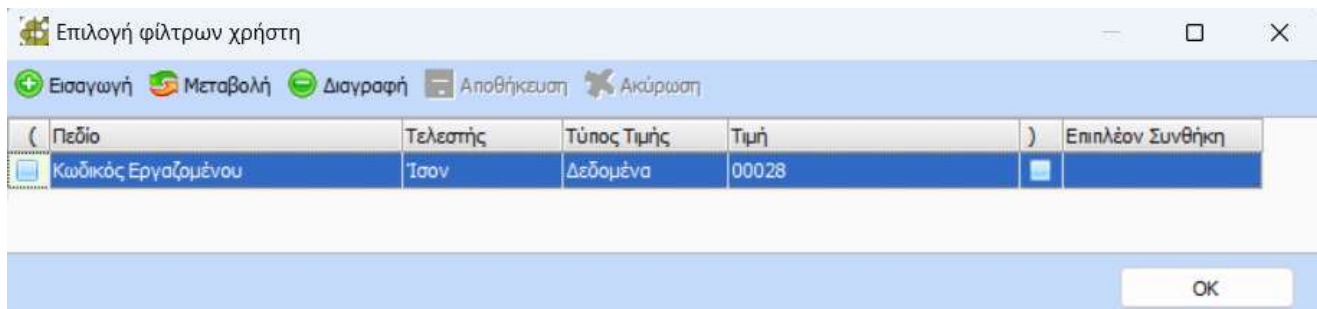 Επιλογή φίλτρων χρήστη
Εισαγωγή Μεταβολή Διαγραφή Αποθήκευση Ακύρωση
( Πεδίο Τελεστής Τύπος Τιμής Τιμή ) Επιπλέον Συνθήκη
Κωδικός Εργαζομένου Ίσον Δεδομένα 00028
OK